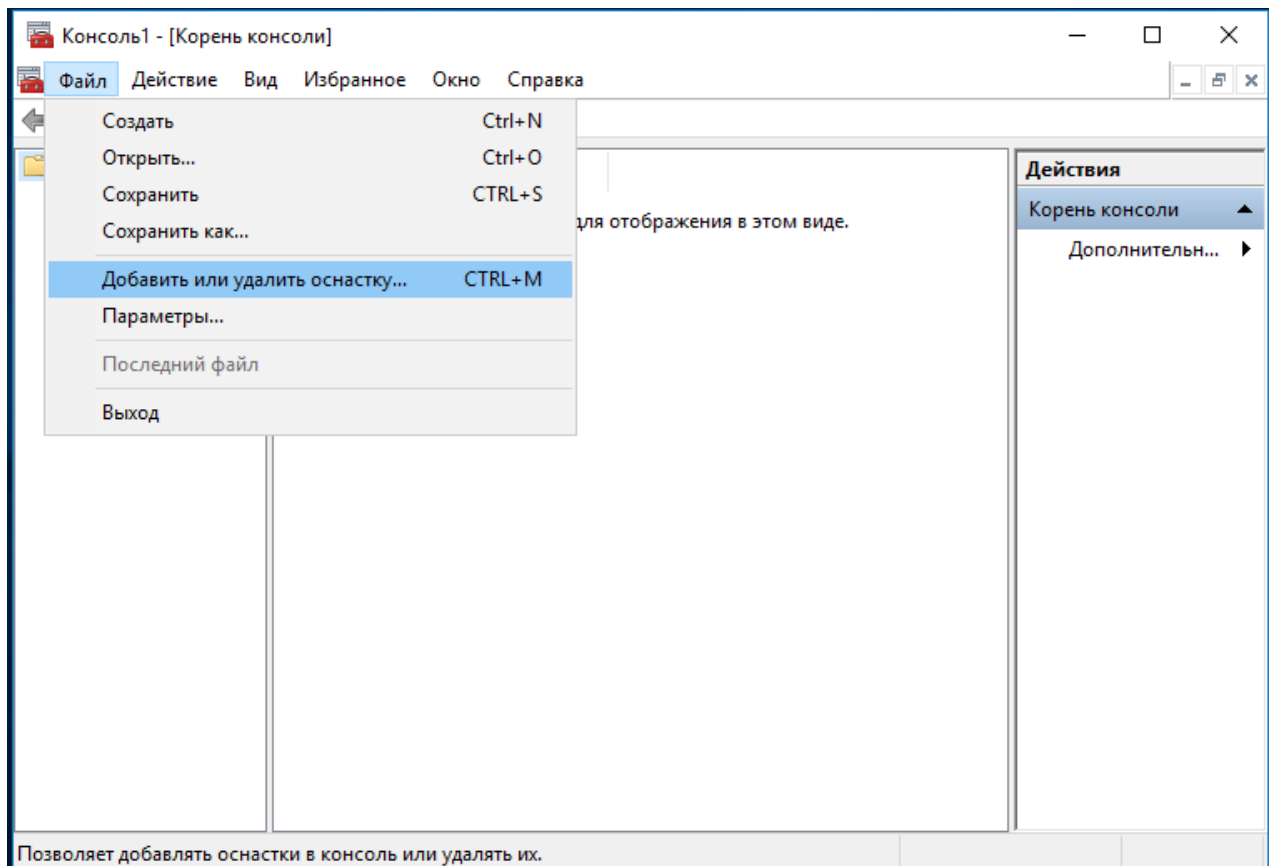 Консоль1 - [Корень консоли]
Файл Действие Вид Избранное Окно Справка
Создать Ctrl+N
Открыть... Ctrl+O
Сохранить CTRL+S
Сохранить как...
Добавить или удалить оснастку... CTRL+M
Параметры...
Последний файл
Выход
для отображения в этом виде.
Действия
Корень консоли
Дополнительн...
Позволяет добавлять оснастки в консоль или удалять их.